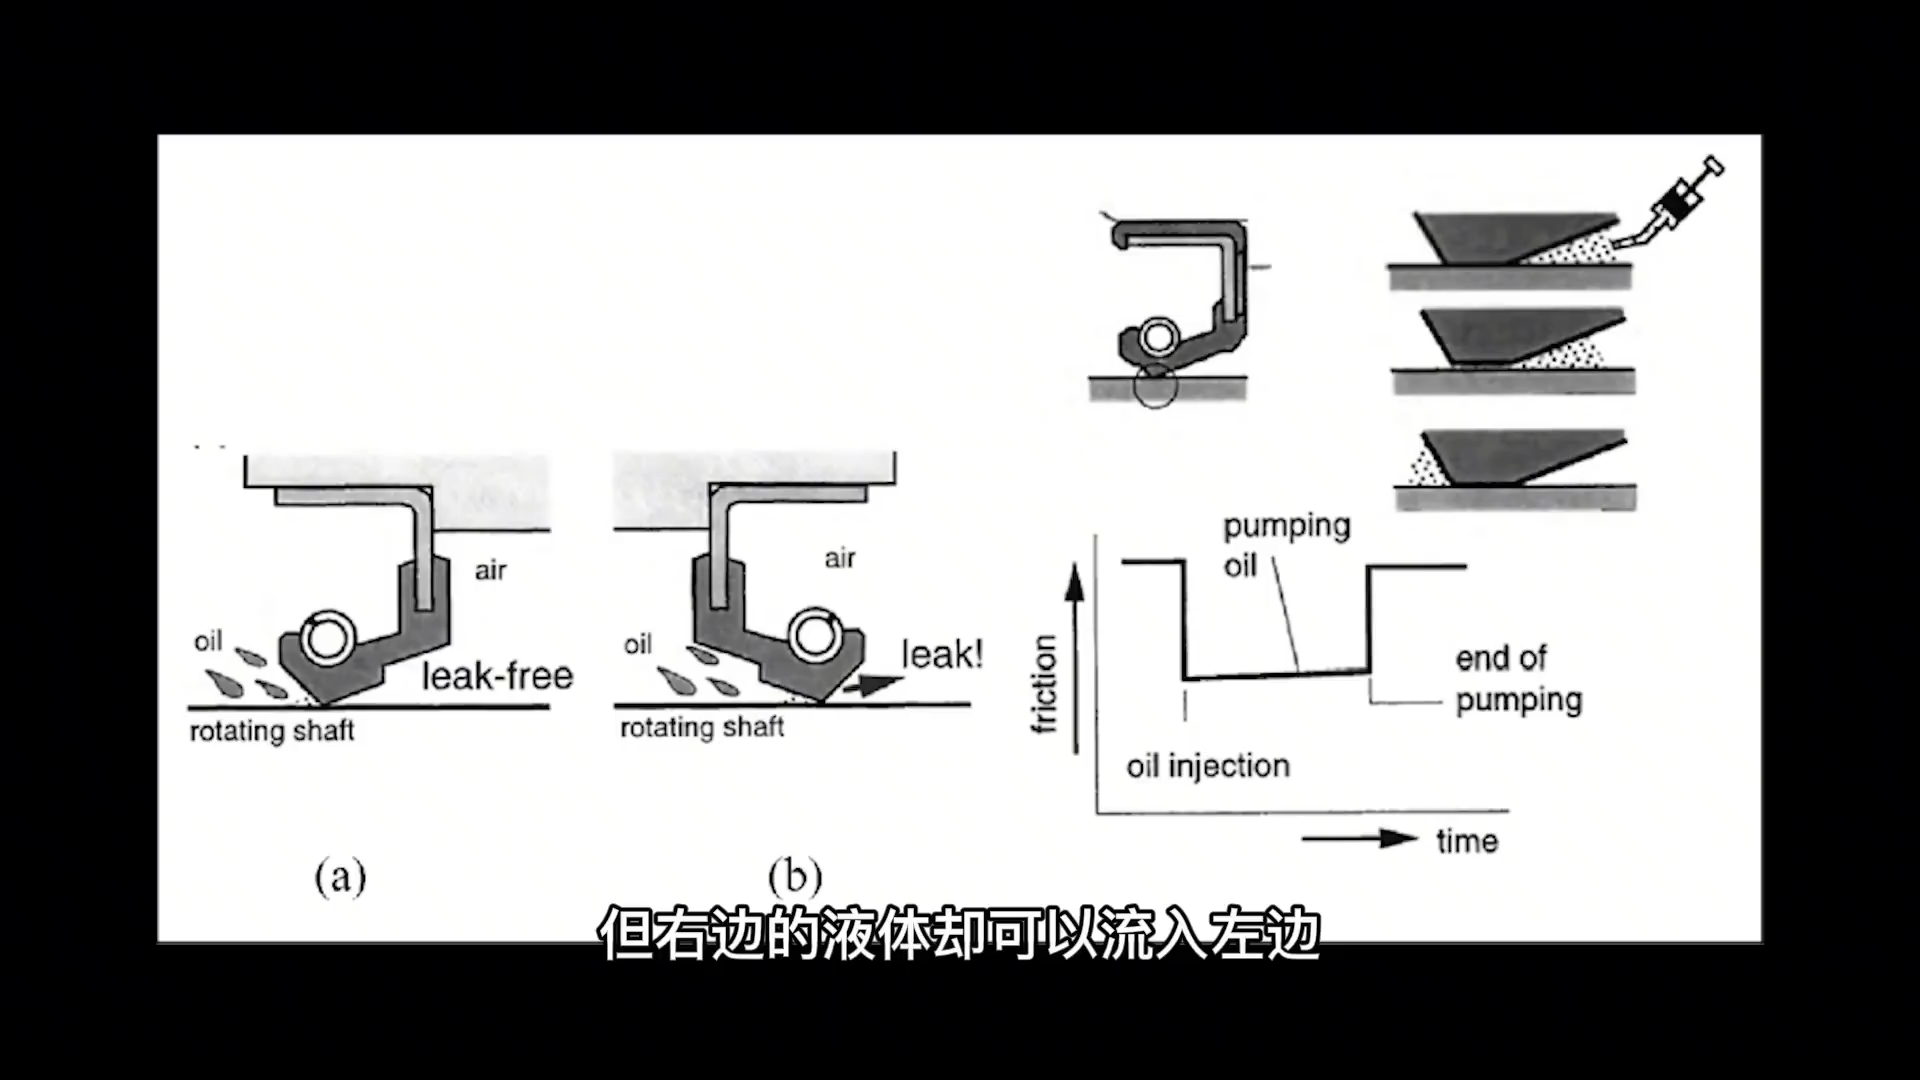 oil
air
leak-free
rotating shaft
(a)
oil
air
leak!
rotating shaft
(b)
pumping
oil
friction
end of
pumping
oil injection
time
但右边的液体却可以流入左边